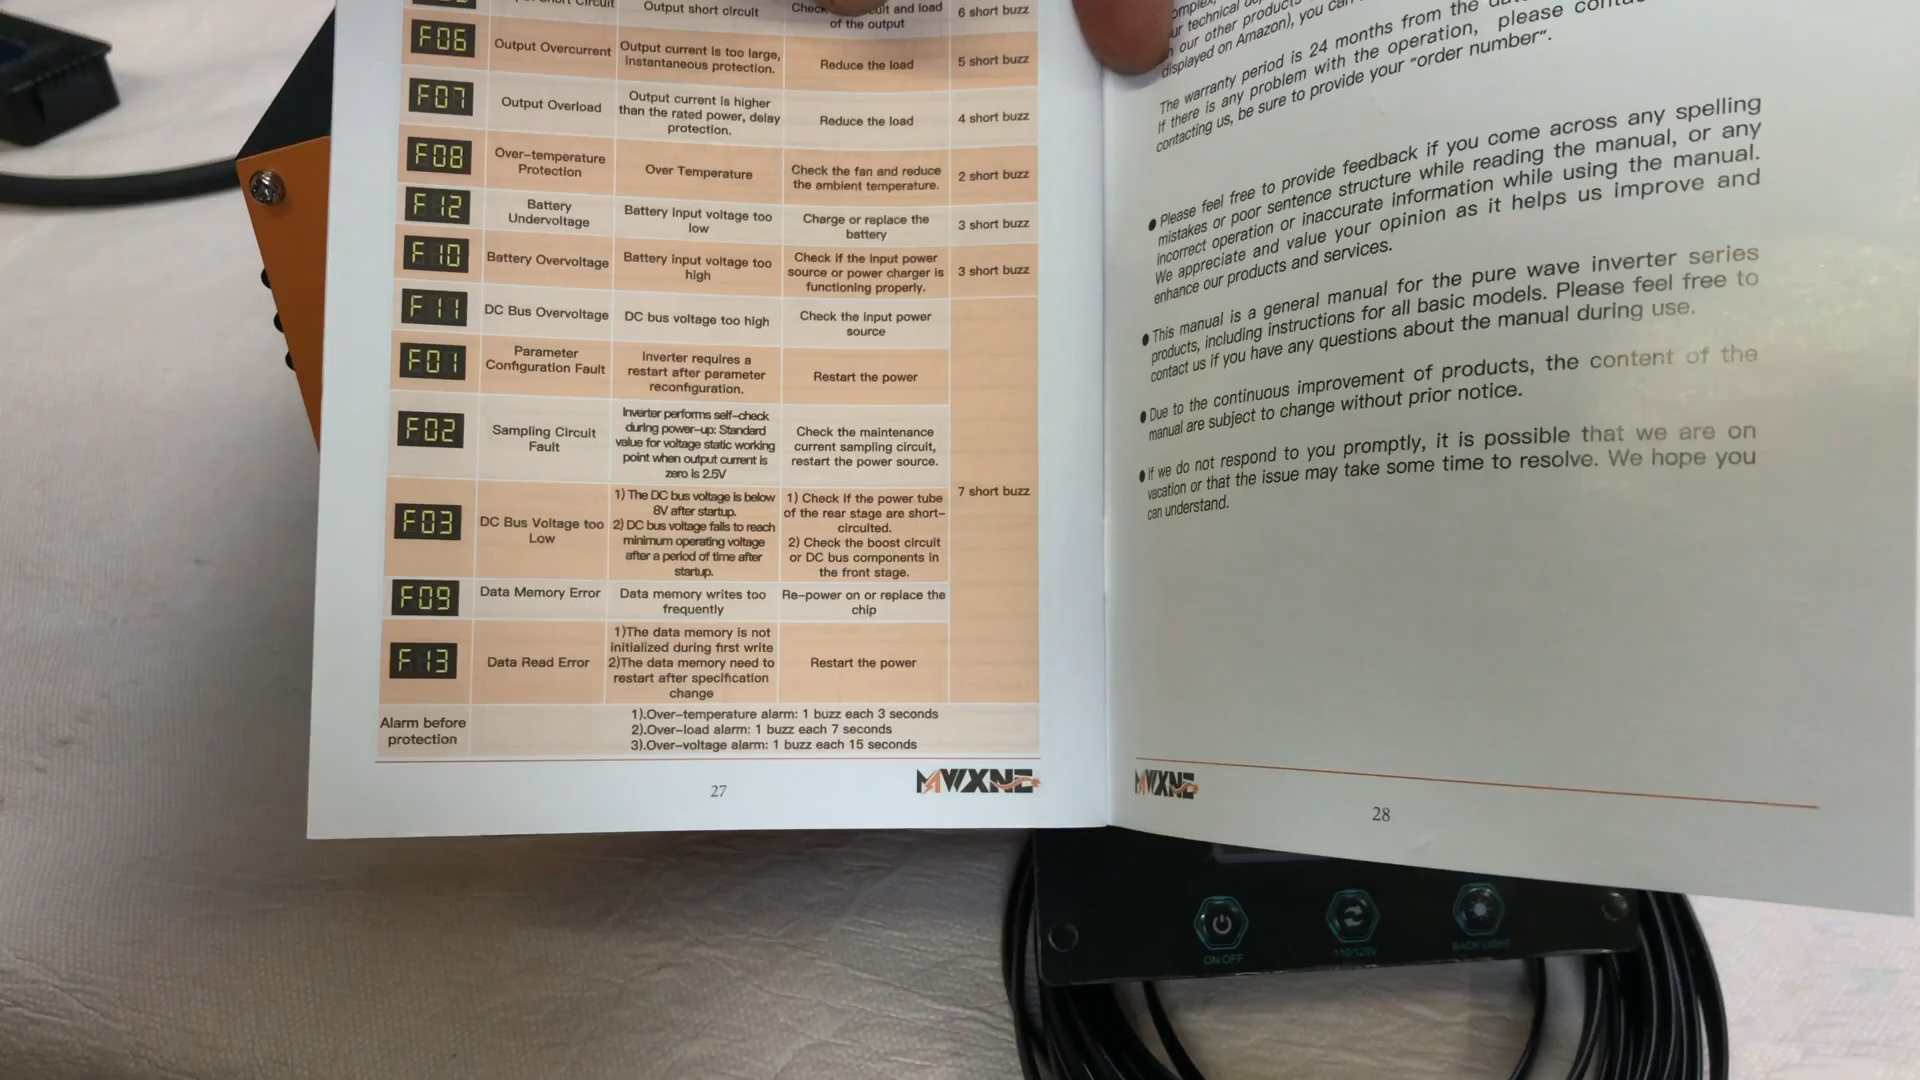 Output short circuit
and load
of the output
6 short buzz
F06
Output Overcurrent
Output current is too large,
Instantaneous protection.
Reduce the load
5 short buzz
F07
Output Overload
Output current is higher
than the rated power, delay
protection.
Reduce the load
4 short buzz
F08
Over-temperature
Protection
Over Temperature
Check the fan and reduce
the ambient temperature.
2 short buzz
F12
Battery
Undervoltage
Battery input voltage too
low
Charge or replace the
battery
3 short buzz
F10
Battery Overvoltage
Battery input voltage too
high
Check if the input power
source or power charger is
functioning properly.
3 short buzz
F11
DC Bus Overvoltage
DC bus voltage too high
Check the input power
source
F01
Parameter
Configuration Fault
Inverter requires a
restart after parameter
reconfiguration.
Restart the power
F02
Sampling Circuit
Fault
Inverter performs self-check
during power-up: Standard
value for voltage static working
point when output current is
zero is 2.5V
Check the maintenance
current sampling circuit,
restart the power source.
F03
DC Bus Voltage too
Low
1) The DC bus voltage is below
8V after startup.
2) DC bus voltage fails to reach
minimum operating voltage
after a period of time after
startup.
1) Check if the power tube
of the rear stage are short-
circuited.
2) Check the boost circuit
or DC bus components in
the front stage.
7 short buzz
F09
Data Memory Error
Data memory writes too
frequently
Re-power on or replace the
chip
F13
Data Read Error
1)The data memory is not
initialized during first write
2)The data memory need to
restart after specification
change
Restart the power
Alarm before
protection
1).Over-temperature alarm: 1 buzz each 3 seconds
2).Over-load alarm: 1 buzz each 7 seconds
3).Over-voltage alarm: 1 buzz each 15 seconds
MWXNE
27
technical
our other products
displayed on Amazon), you can
The warranty period is 24 months from the
If there is any problem with the operation, please
contacting us, be sure to provide your "order number".
●Please feel free to provide feedback if you come across any spelling
mistakes or poor sentence structure while reading the manual, or any
incorrect operation or inaccurate information while using the manual.
We appreciate and value your opinion as it helps us improve and
enhance our products and services.
●This manual is a general manual for the pure wave inverter series
products, including instructions for all basic models. Please feel free to
contact us if you have any questions about the manual during use.
●Due to the continuous improvement of products, the content of the
manual are subject to change without prior notice.
●If we do not respond to you promptly, it is possible that we are on
vacation or that the issue may take some time to resolve. We hope you
can understand.
MWXNE
28
ON/OFF
110/120V
BACK LIGHT